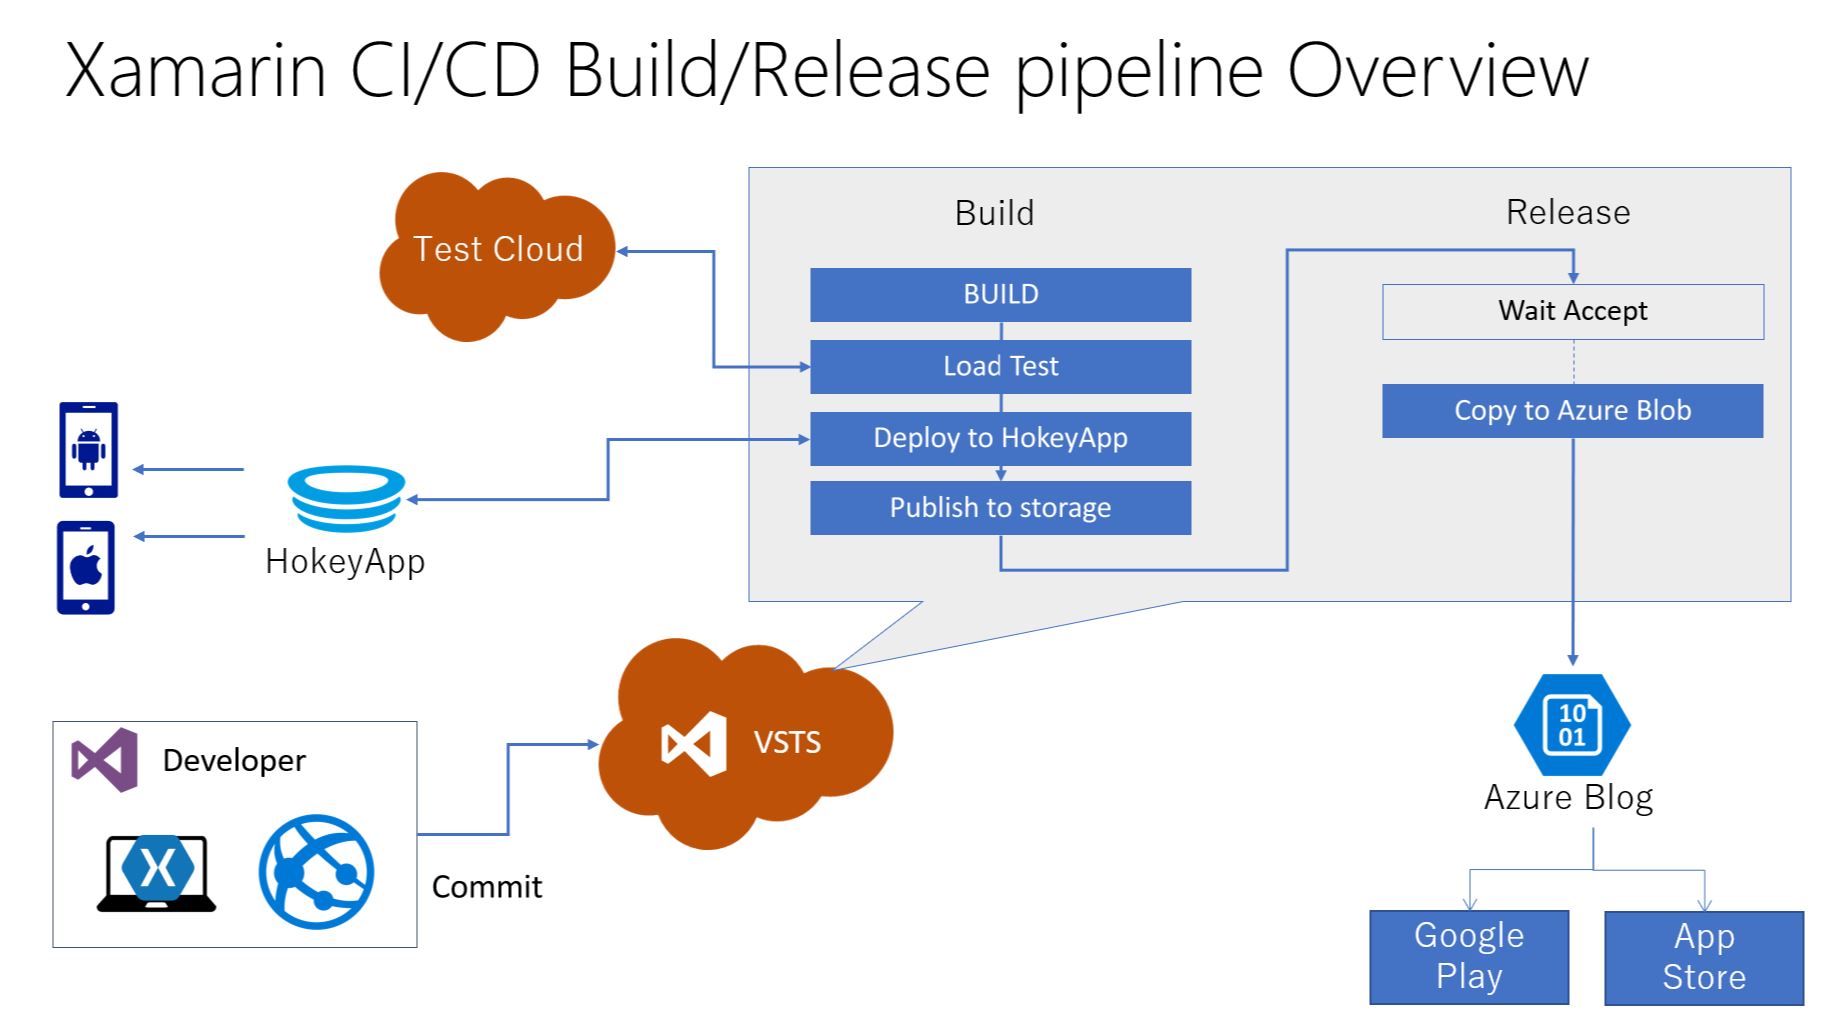 Xamarin CI/CD Build/Release pipeline Overview
Test Cloud
Build
BUILD
Load Test
Deploy to HokeyApp
Publish to storage
Release
Wait Accept
Copy to Azure Blob
HokeyApp
Developer
X
Commit
VSTS
10
01
Azure Blog
Google
Play
App
Store